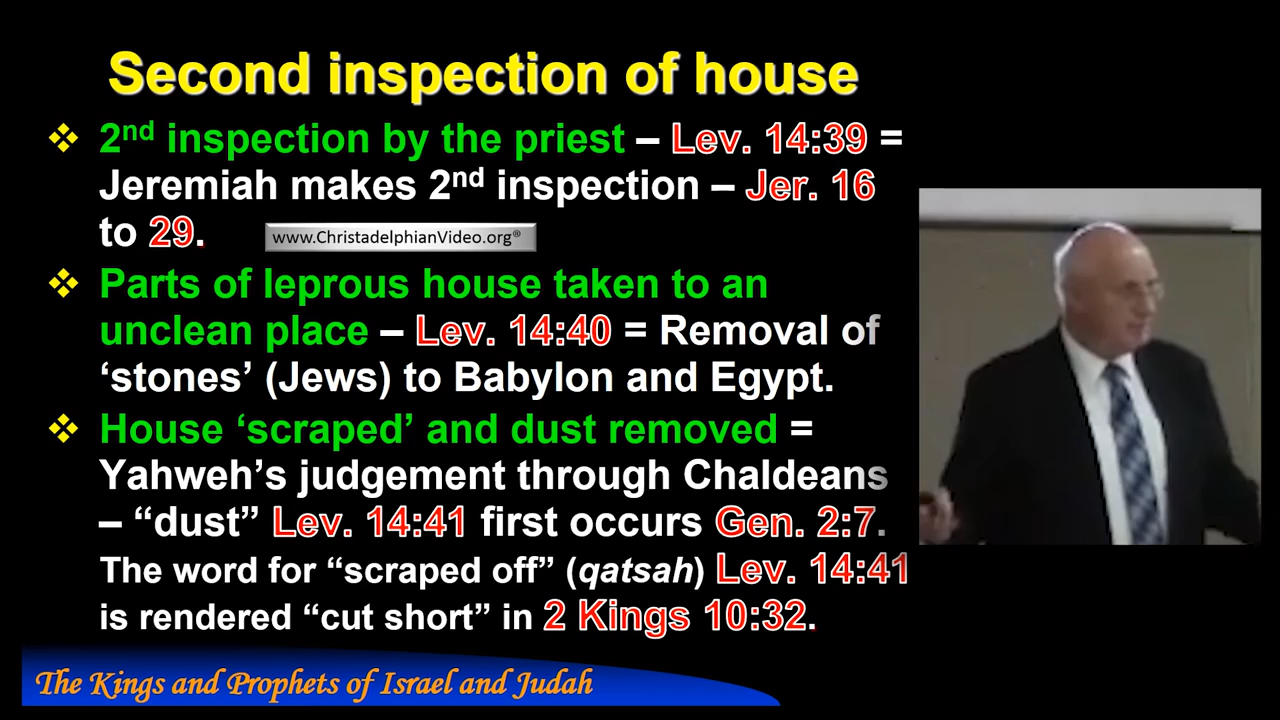 Second inspection of house
❖ 2nd inspection by the priest – Lev. 14:39 =
Jeremiah makes 2nd inspection – Jer. 16
to 29.
www.ChristadelphianVideo.org®
❖ Parts of leprous house taken to an
unclean place – Lev. 14:40 = Removal of
‘stones’ (Jews) to Babylon and Egypt.
❖ House ‘scraped’ and dust removed =
Yahweh’s judgement through Chaldeans
– “dust” Lev. 14:41 first occurs Gen. 2:7.
The word for “scraped off” (qatsah) Lev. 14:41
is rendered “cut short” in 2 Kings 10:32.
The Kings and Prophets of Israel and Judah